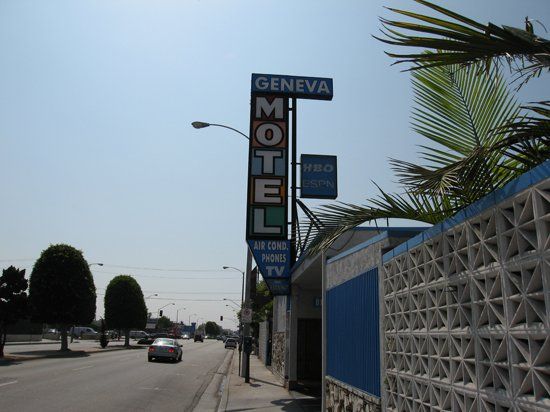 GENEVA
MOTEL
HBO
ESPN
AIR COND.
PHONES
TV